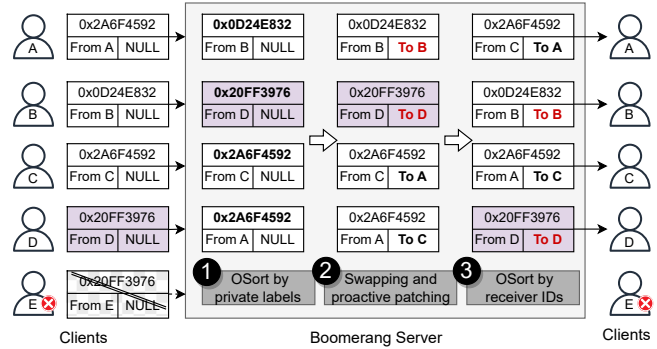 0x2A6F4592 0x0D24E832 0x0D24E832 0x2A6F4592
A From A NULL From B NULL From B To B From C To A A
0x0D24E832 0x20FF3976 0x20FF3976 0x0D24E832
B From B NULL From D NULL From D To D From B To B B
0x2A6F4592 0x2A6F4592 0x2A6F4592 0x2A6F4592
C From C NULL From C NULL From C To A From A To C C
0x20FF3976 0x2A6F4592 0x2A6F4592 0x20FF3976
D From D NULL From A NULL From A To C From D To D D
0x20FF3976 1 OSort by 2 Swapping and 3 OSort by
E From E NULL private labels proactive patching receiver IDs E
Clients Boomerang Server Clients